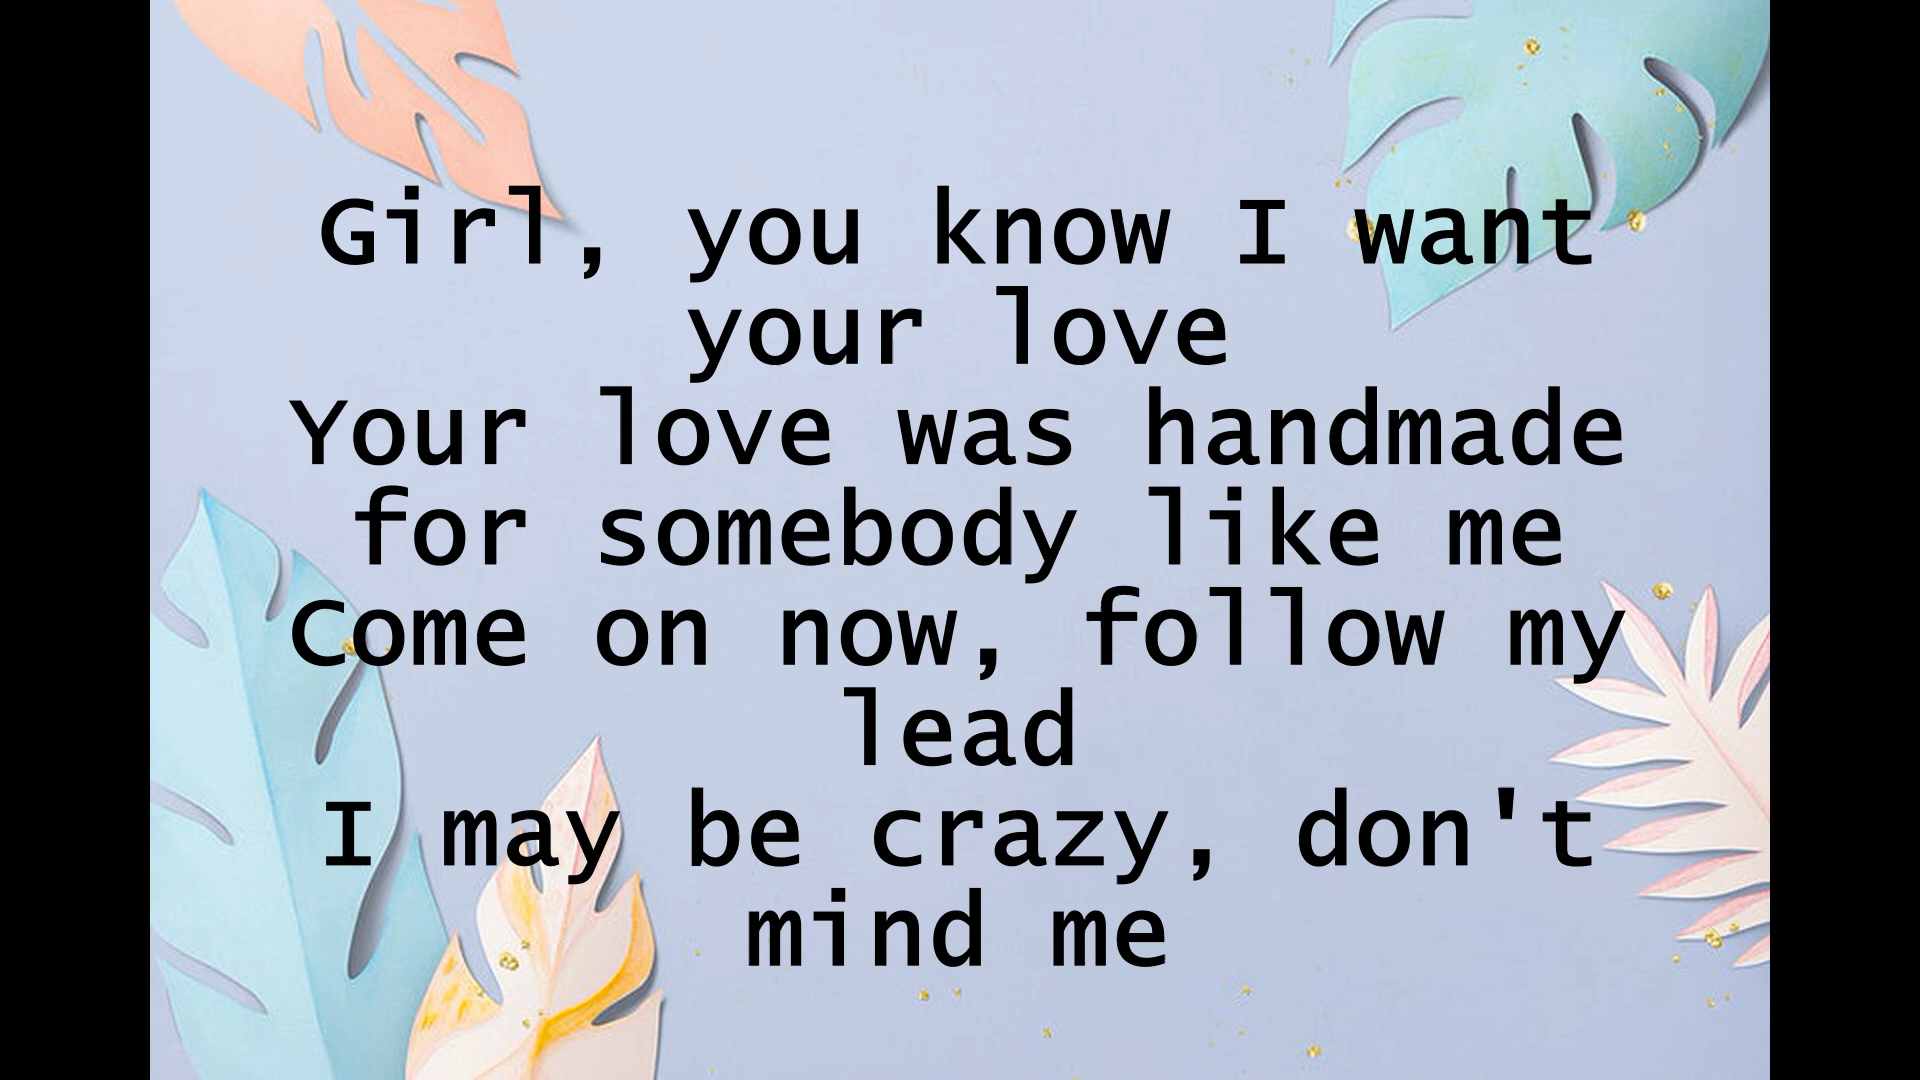 Girl, you know I want
your love
Your love was handmade
for somebody like me
Come on now, follow my
lead
I may be crazy, don't
mind me